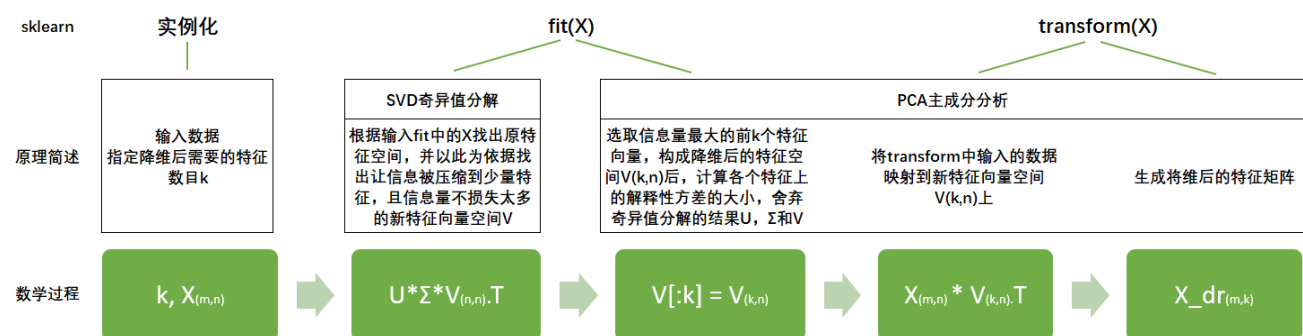 sklearn
实例化
fit(X)
transform(X)
原理简述
输入数据
指定降维后需要的特征
数目k
SVD奇异值分解
根据输入fit中的X找出原特
征空间，并以此为依据找
出让信息被压缩到少量特
征，且信息量不损失太多
的新特征向量空间V
PCA主成分分析
选取信息量最大的前k个特征
向量，构成降维后的特征空
间V(k,n)后，计算各个特征上
的解释性方差的大小，舍弃
奇异值分解的结果U，Σ和V
将transform中输入的数据
映射到新特征向量空间
V(k,n)上
生成将维后的特征矩阵
数学过程
k, X(m,n)
U*Σ*V(n,n).T
V[:k] = V(k,n)
X(m,n) * V(k,n).T
X_dr(m,k)